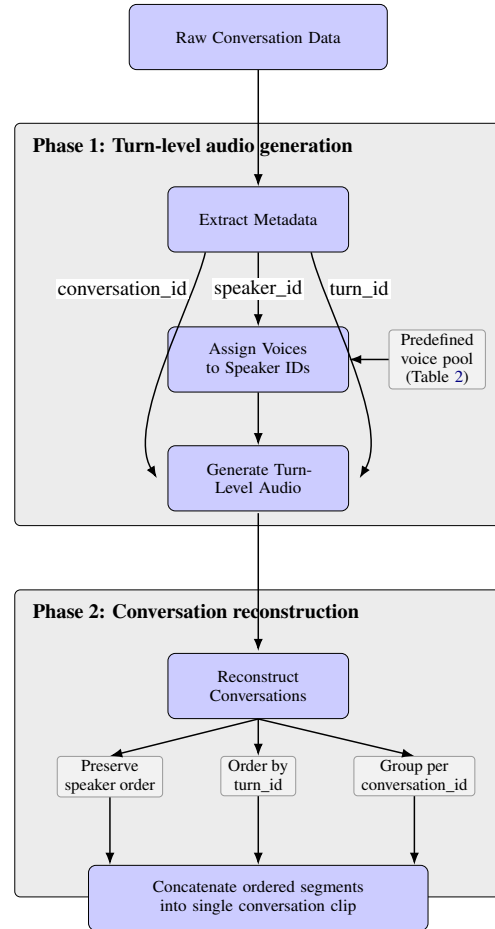 Raw Conversation Data
Phase 1: Turn-level audio generation
Extract Metadata
conversation_id
speaker_id
turn_id
Assign Voices
to Speaker IDs
Predefined
voice pool
(Table 2)
Generate Turn-
Level Audio
Phase 2: Conversation reconstruction
Reconstruct
Conversations
Preserve
speaker order
Order by
turn_id
Group per
conversation_id
Concatenate ordered segments
into single conversation clip